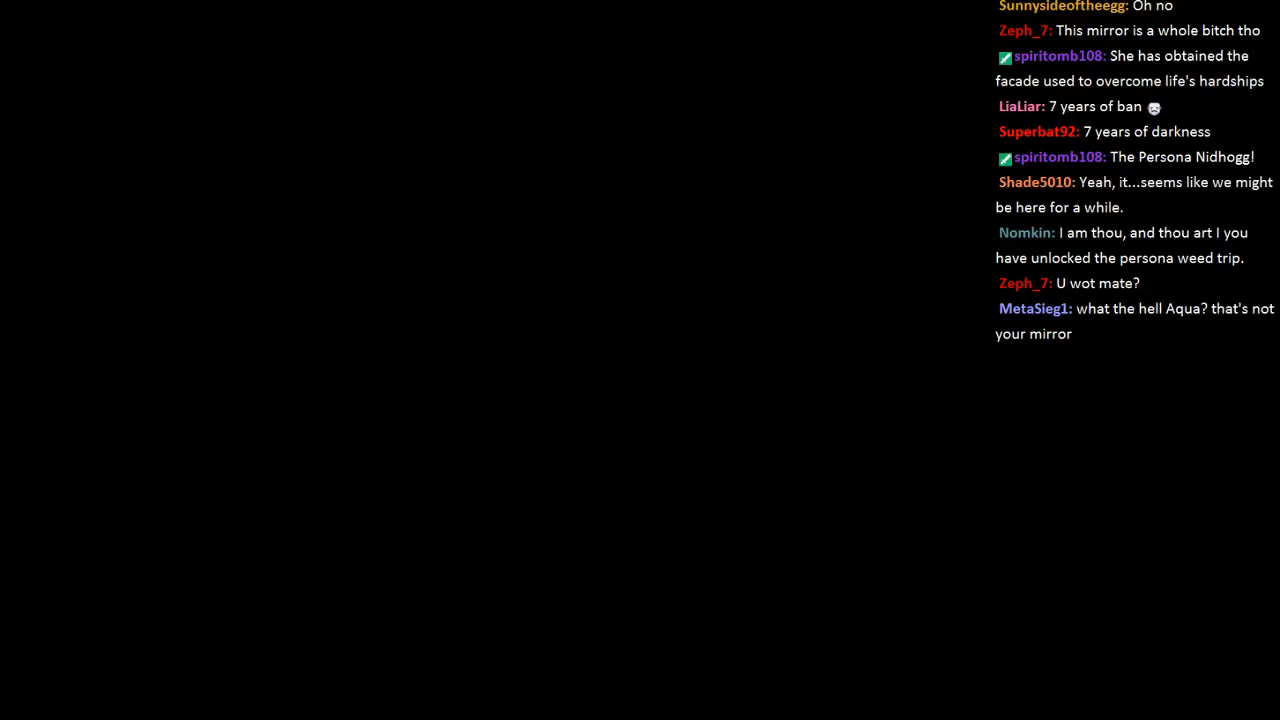 Sunnysideoftheegg: Oh no
Zeph_7: This mirror is a whole bitch tho
spiritomb108: She has obtained the
facade used to overcome life's hardships
LiaLiar: 7 years of ban
Superbat92: 7 years of darkness
spiritomb108: The Persona Nidhogg!
Shade5010: Yeah, it...seems like we might
be here for a while.
Nomkin: I am thou, and thou art I you
have unlocked the persona weed trip.
Zeph_7: U wot mate?
MetaSieg1: what the hell Aqua? that's not
your mirror